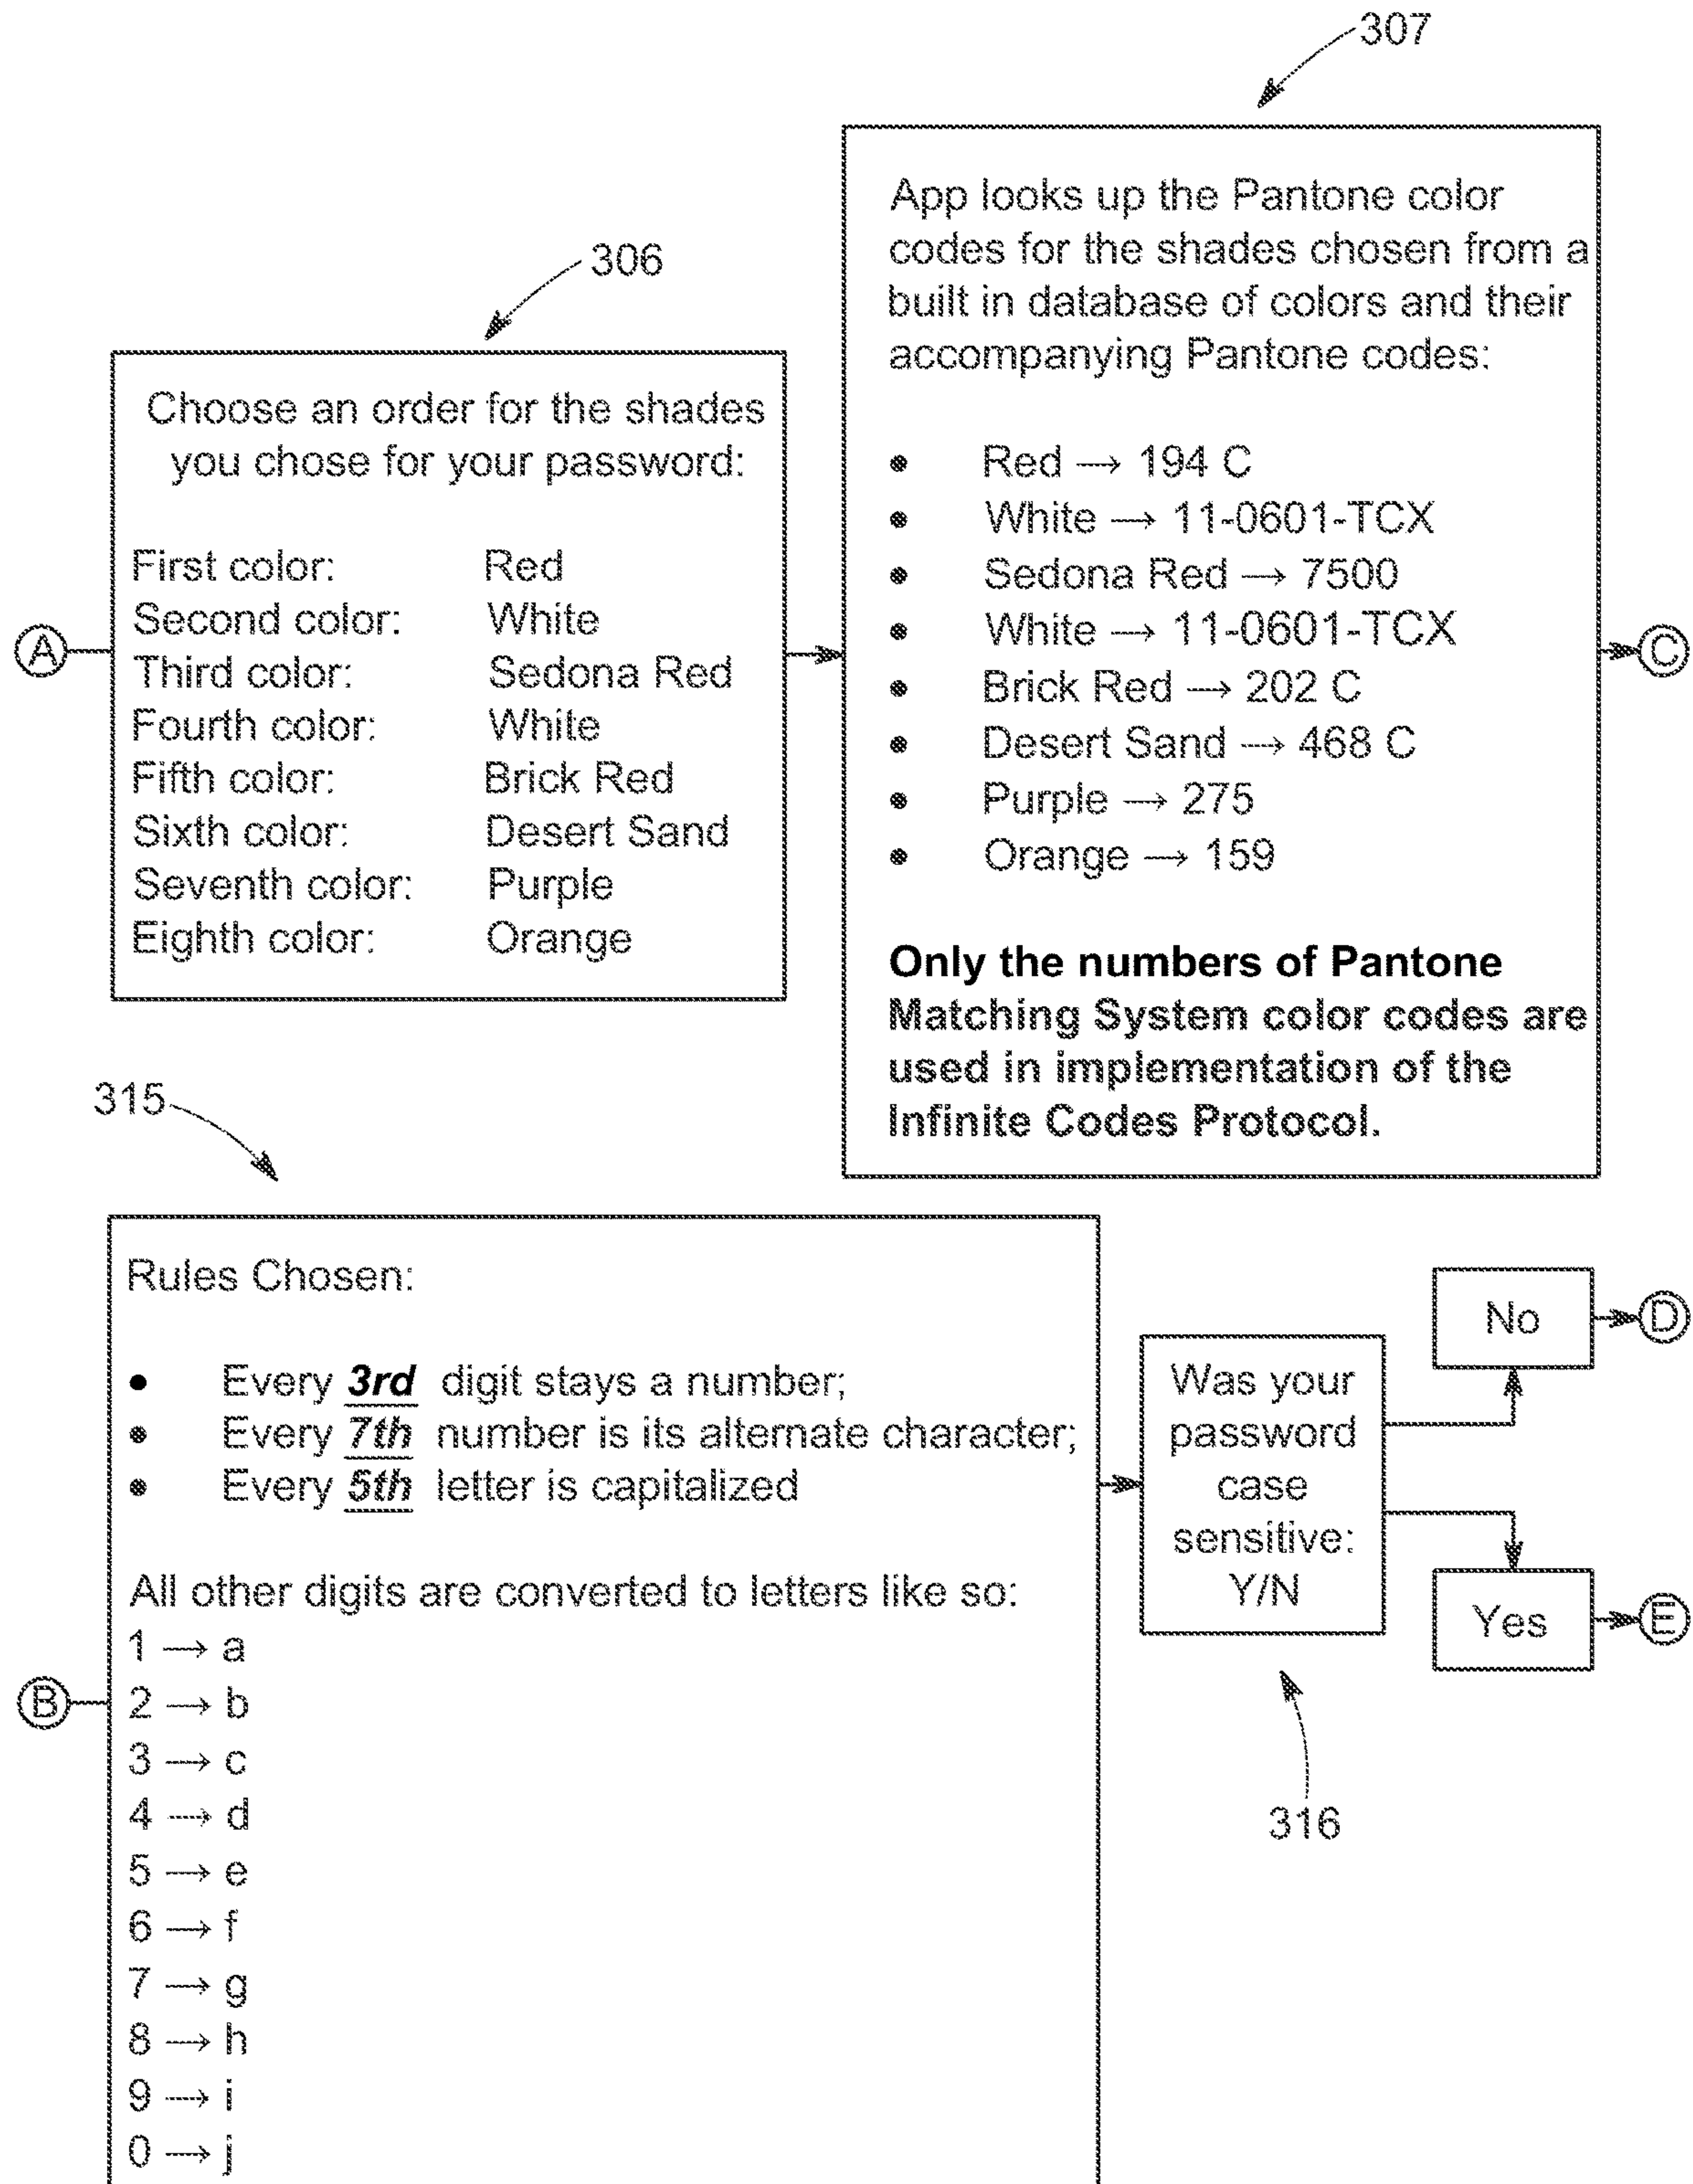 307
App looks up the Pantone color
codes for the shades chosen from a
built in database of colors and their
accompanying Pantone codes:
• Red → 194 C
• White → 11-0601-TCX
• Sedona Red → 7500
• White → 11-0601-TCX
• Brick Red → 202 C
• Desert Sand → 468 C
• Purple → 275
• Orange → 159
Only the numbers of Pantone
Matching System color codes are
used in implementation of the
Infinite Codes Protocol.
C
306
A
Choose an order for the shades
you chose for your password:
First color: Red
Second color: White
Third color: Sedona Red
Fourth color: White
Fifth color: Brick Red
Sixth color: Desert Sand
Seventh color: Purple
Eighth color: Orange
315
B
Rules Chosen:
• Every 3rd digit stays a number;
• Every 7th number is its alternate character;
• Every 5th letter is capitalized
All other digits are converted to letters like so:
1 → a
2 → b
3 → c
4 → d
5 → e
6 → f
7 → g
8 → h
9 → i
0 → j
Was your
password
case
sensitive:
Y/N
316
No
D
Yes
E